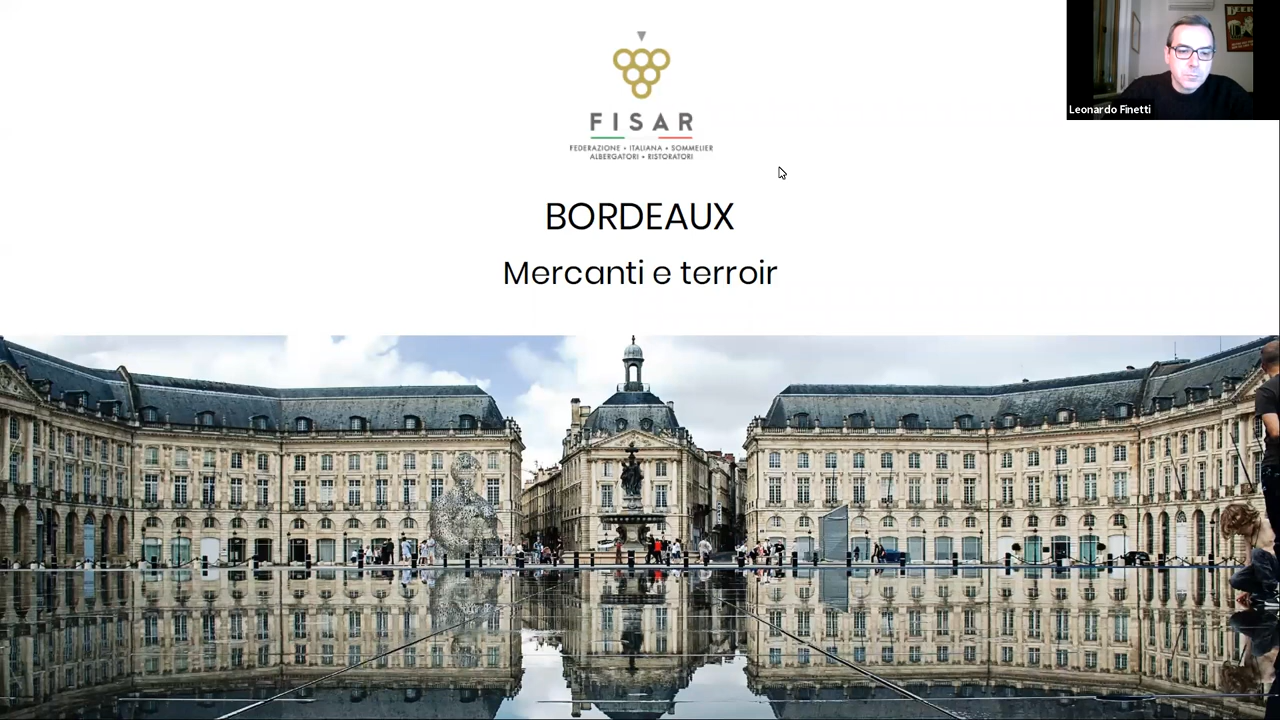 FISAR
FEDERAZIONE • ITALIANA • SOMMELIER
ALBERGATORI • RISTORATORI
BORDEAUX
Mercanti e terroir
Leonardo Finetti